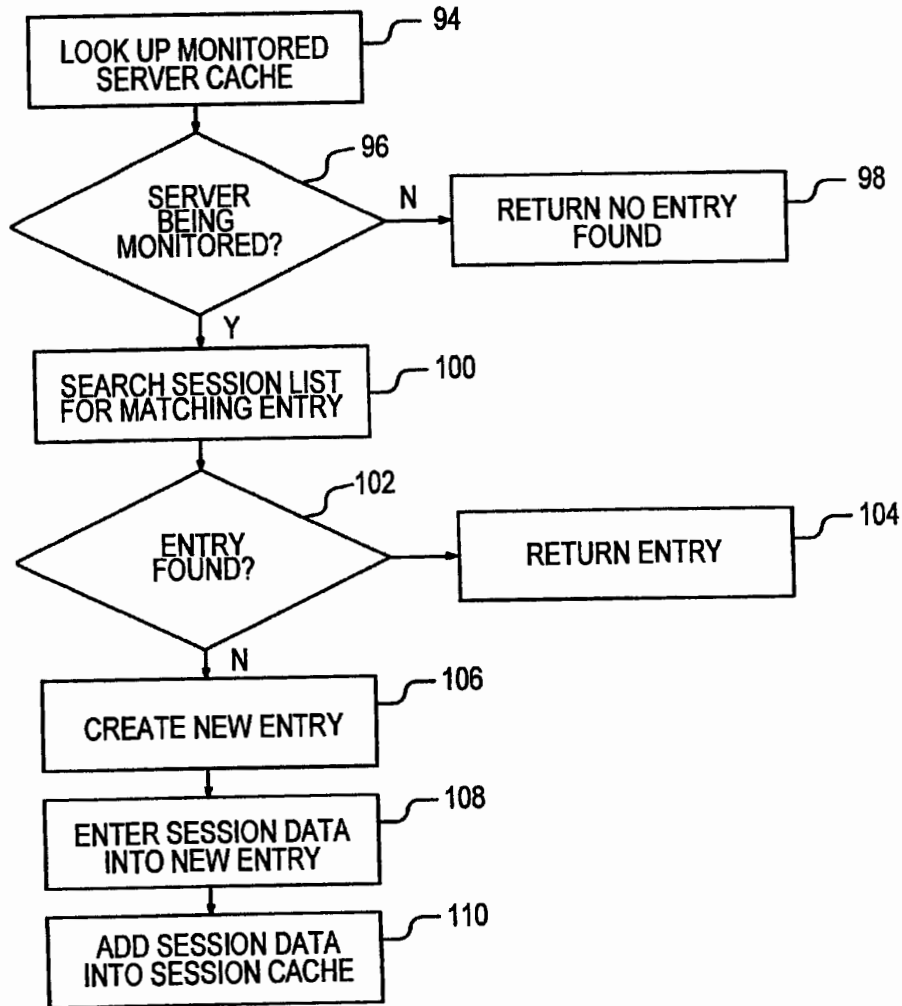 94
LOOK UP MONITORED
SERVER CACHE
96
SERVER
BEING
MONITORED?
N
98
RETURN NO ENTRY
FOUND
Y
100
SEARCH SESSION LIST
FOR MATCHING ENTRY
102
ENTRY
FOUND?
104
RETURN ENTRY
N
106
CREATE NEW ENTRY
108
ENTER SESSION DATA
INTO NEW ENTRY
110
ADD SESSION DATA
INTO SESSION CACHE